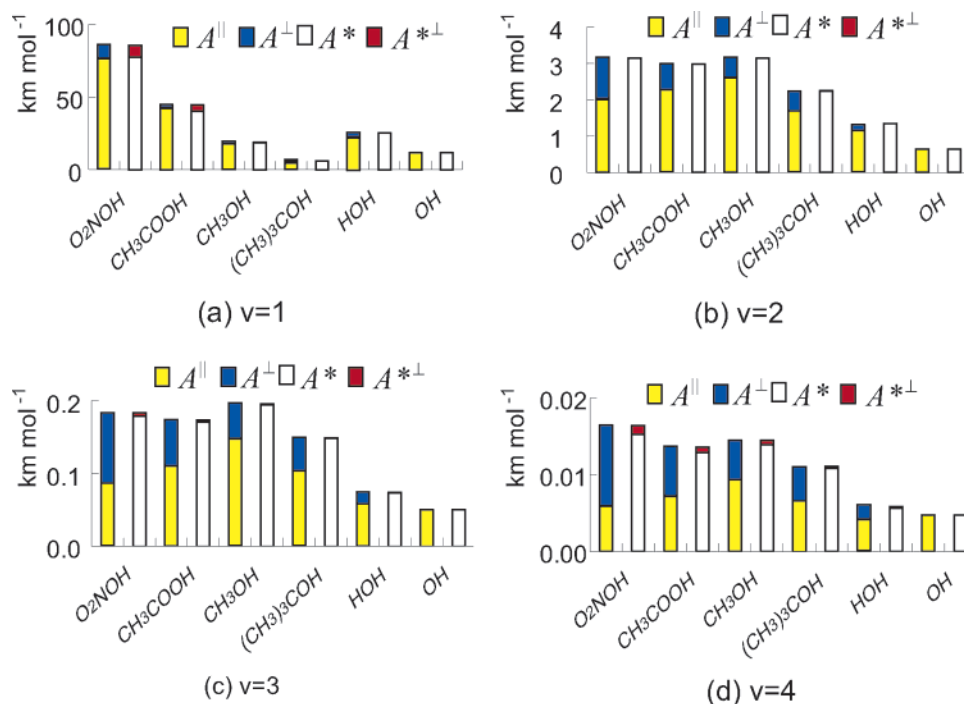 km mol⁻¹
100
50
0
A^|| A^⊥ A* A*^⊥
O2NOH
CH3COOH
CH3OH
(CH3)3COH
HOH
OH
(a) v=1
km mol⁻¹
4
3
2
1
0
A^|| A^⊥ A* A*^⊥
O2NOH
CH3COOH
CH3OH
(CH3)3COH
HOH
OH
(b) v=2
km mol⁻¹
0.2
0.1
0.0
A^|| A^⊥ A* A*^⊥
O2NOH
CH3COOH
CH3OH
(CH3)3COH
HOH
OH
(c) v=3
km mol⁻¹
0.02
0.01
0.00
A^|| A^⊥ A* A*^⊥
O2NOH
CH3COOH
CH3OH
(CH3)3COH
HOH
OH
(d) v=4